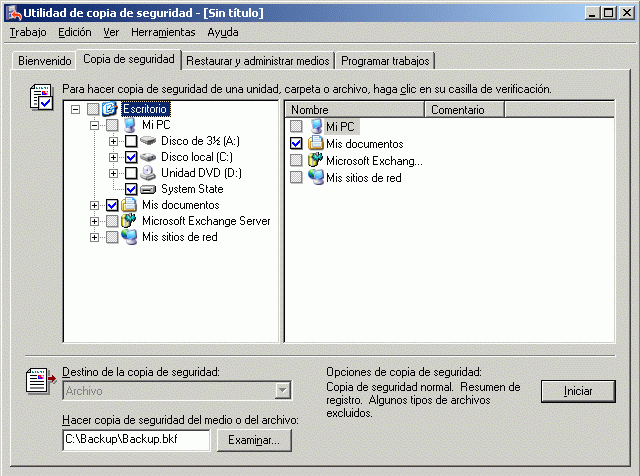 Utilidad de copia de seguridad - [Sin título]
Trabajo Edición Ver Herramientas Ayuda
Bienvenido Copia de seguridad Restaurar y administrar medios Programar trabajos
Para hacer copia de seguridad de una unidad, carpeta o archivo, haga clic en su casilla de verificación.
Escritorio
Mi PC
Disco de 3½ (A:)
Disco local (C:)
Unidad DVD (D:)
System State
Mis documentos
Microsoft Exchange Server
Mis sitios de red
Nombre Comentario
Mi PC
Mis documentos
Microsoft Exchang...
Mis sitios de red
Destino de la copia de seguridad:
Archivo
Hacer copia de seguridad del medio o del archivo:
C:\Backup\Backup.bkf Examinar...
Opciones de copia de seguridad:
Copia de seguridad normal. Resumen de
registro. Algunos tipos de archivos
excluidos.
Iniciar